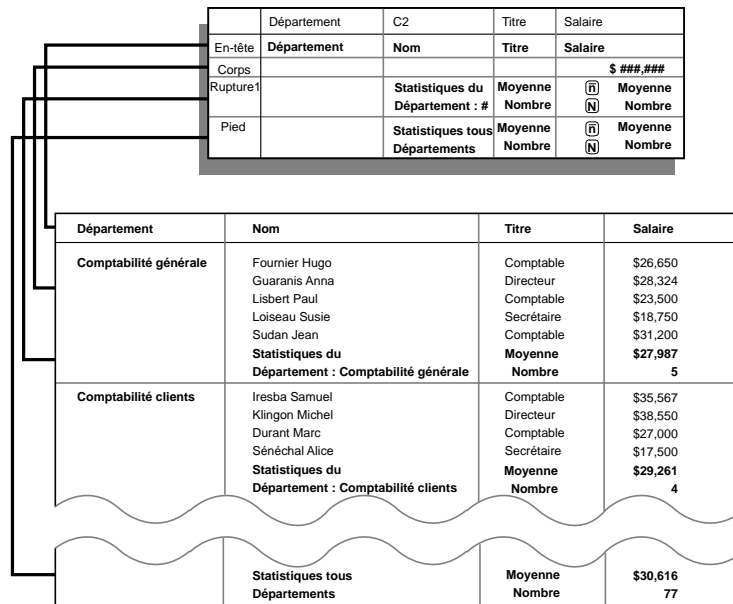 Département C2 Titre Salaire
En-tête Département Nom Titre Salaire
Corps $ ###,###
Rupture1 Statistiques du Moyenne n Moyenne
Département : # Nombre N Nombre
Pied Statistiques tous Moyenne n Moyenne
Départements Nombre N Nombre
Département Nom Titre Salaire
Comptabilité générale Fournier Hugo Comptable $26,650
Guaranis Anna Directeur $28,324
Lisbert Paul Comptable $23,500
Loiseau Susie Secrétaire $18,750
Sudan Jean Comptable $31,200
Statistiques du Moyenne $27,987
Département : Comptabilité générale Nombre 5
Comptabilité clients Iresba Samuel Comptable $35,567
Klingon Michel Directeur $38,550
Durant Marc Comptable $27,000
Sénéchal Alice Secrétaire $17,500
Statistiques du Moyenne $29,261
Département : Comptabilité clients Nombre 4
Statistiques tous Moyenne $30,616
Départements Nombre 77